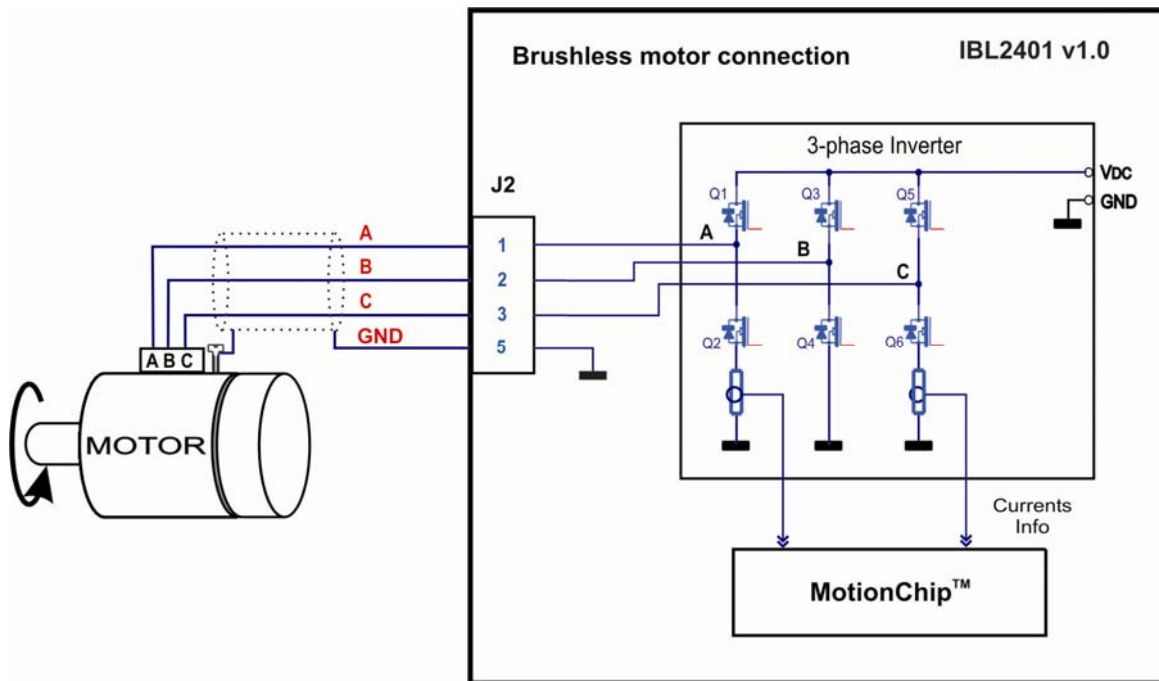 Brushless motor connection
IBL2401 v1.0
3-phase Inverter
VDC
GND
Q1
Q3
Q5
J2
A
B
C
GND
1
2
3
5
A
B
C
Q2
Q4
Q6
A B C
MOTOR
Currents
Info
MotionChip™